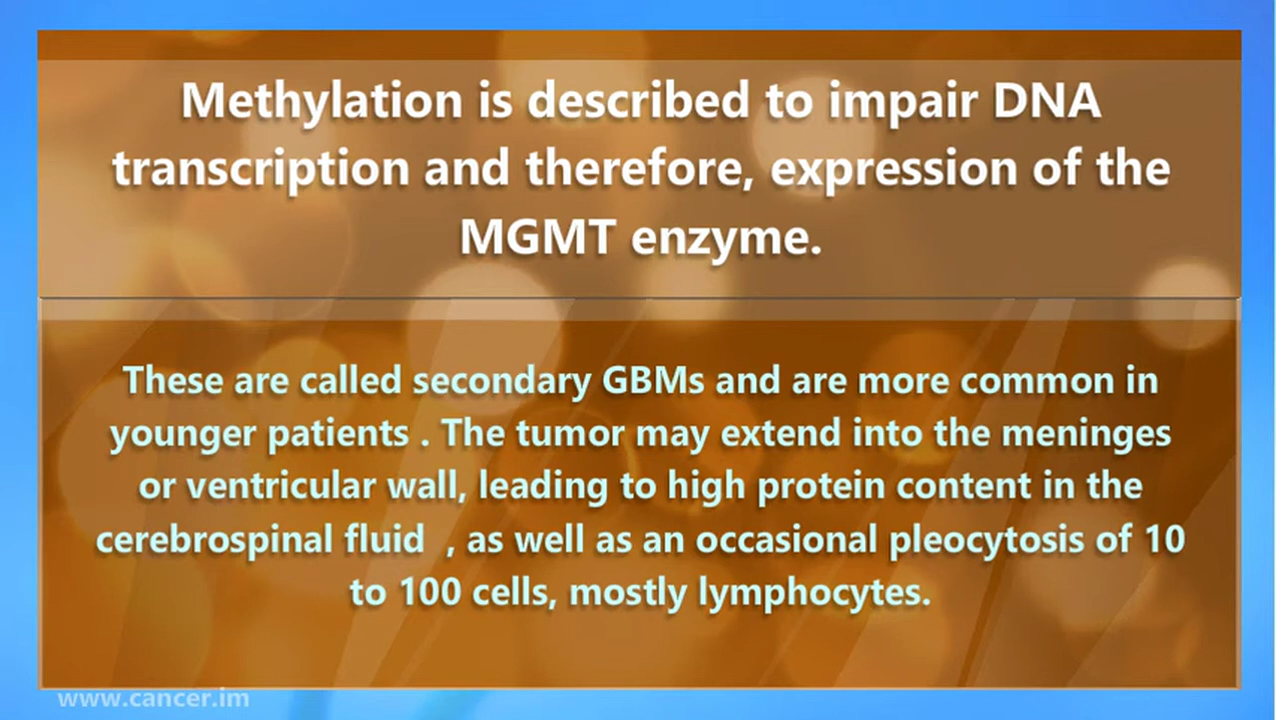 Methylation is described to impair DNA
transcription and therefore, expression of the
MGMT enzyme.
These are called secondary GBMs and are more common in
younger patients . The tumor may extend into the meninges
or ventricular wall, leading to high protein content in the
cerebrospinal fluid  , as well as an occasional pleocytosis of 10
to 100 cells, mostly lymphocytes.
www.cancer.im